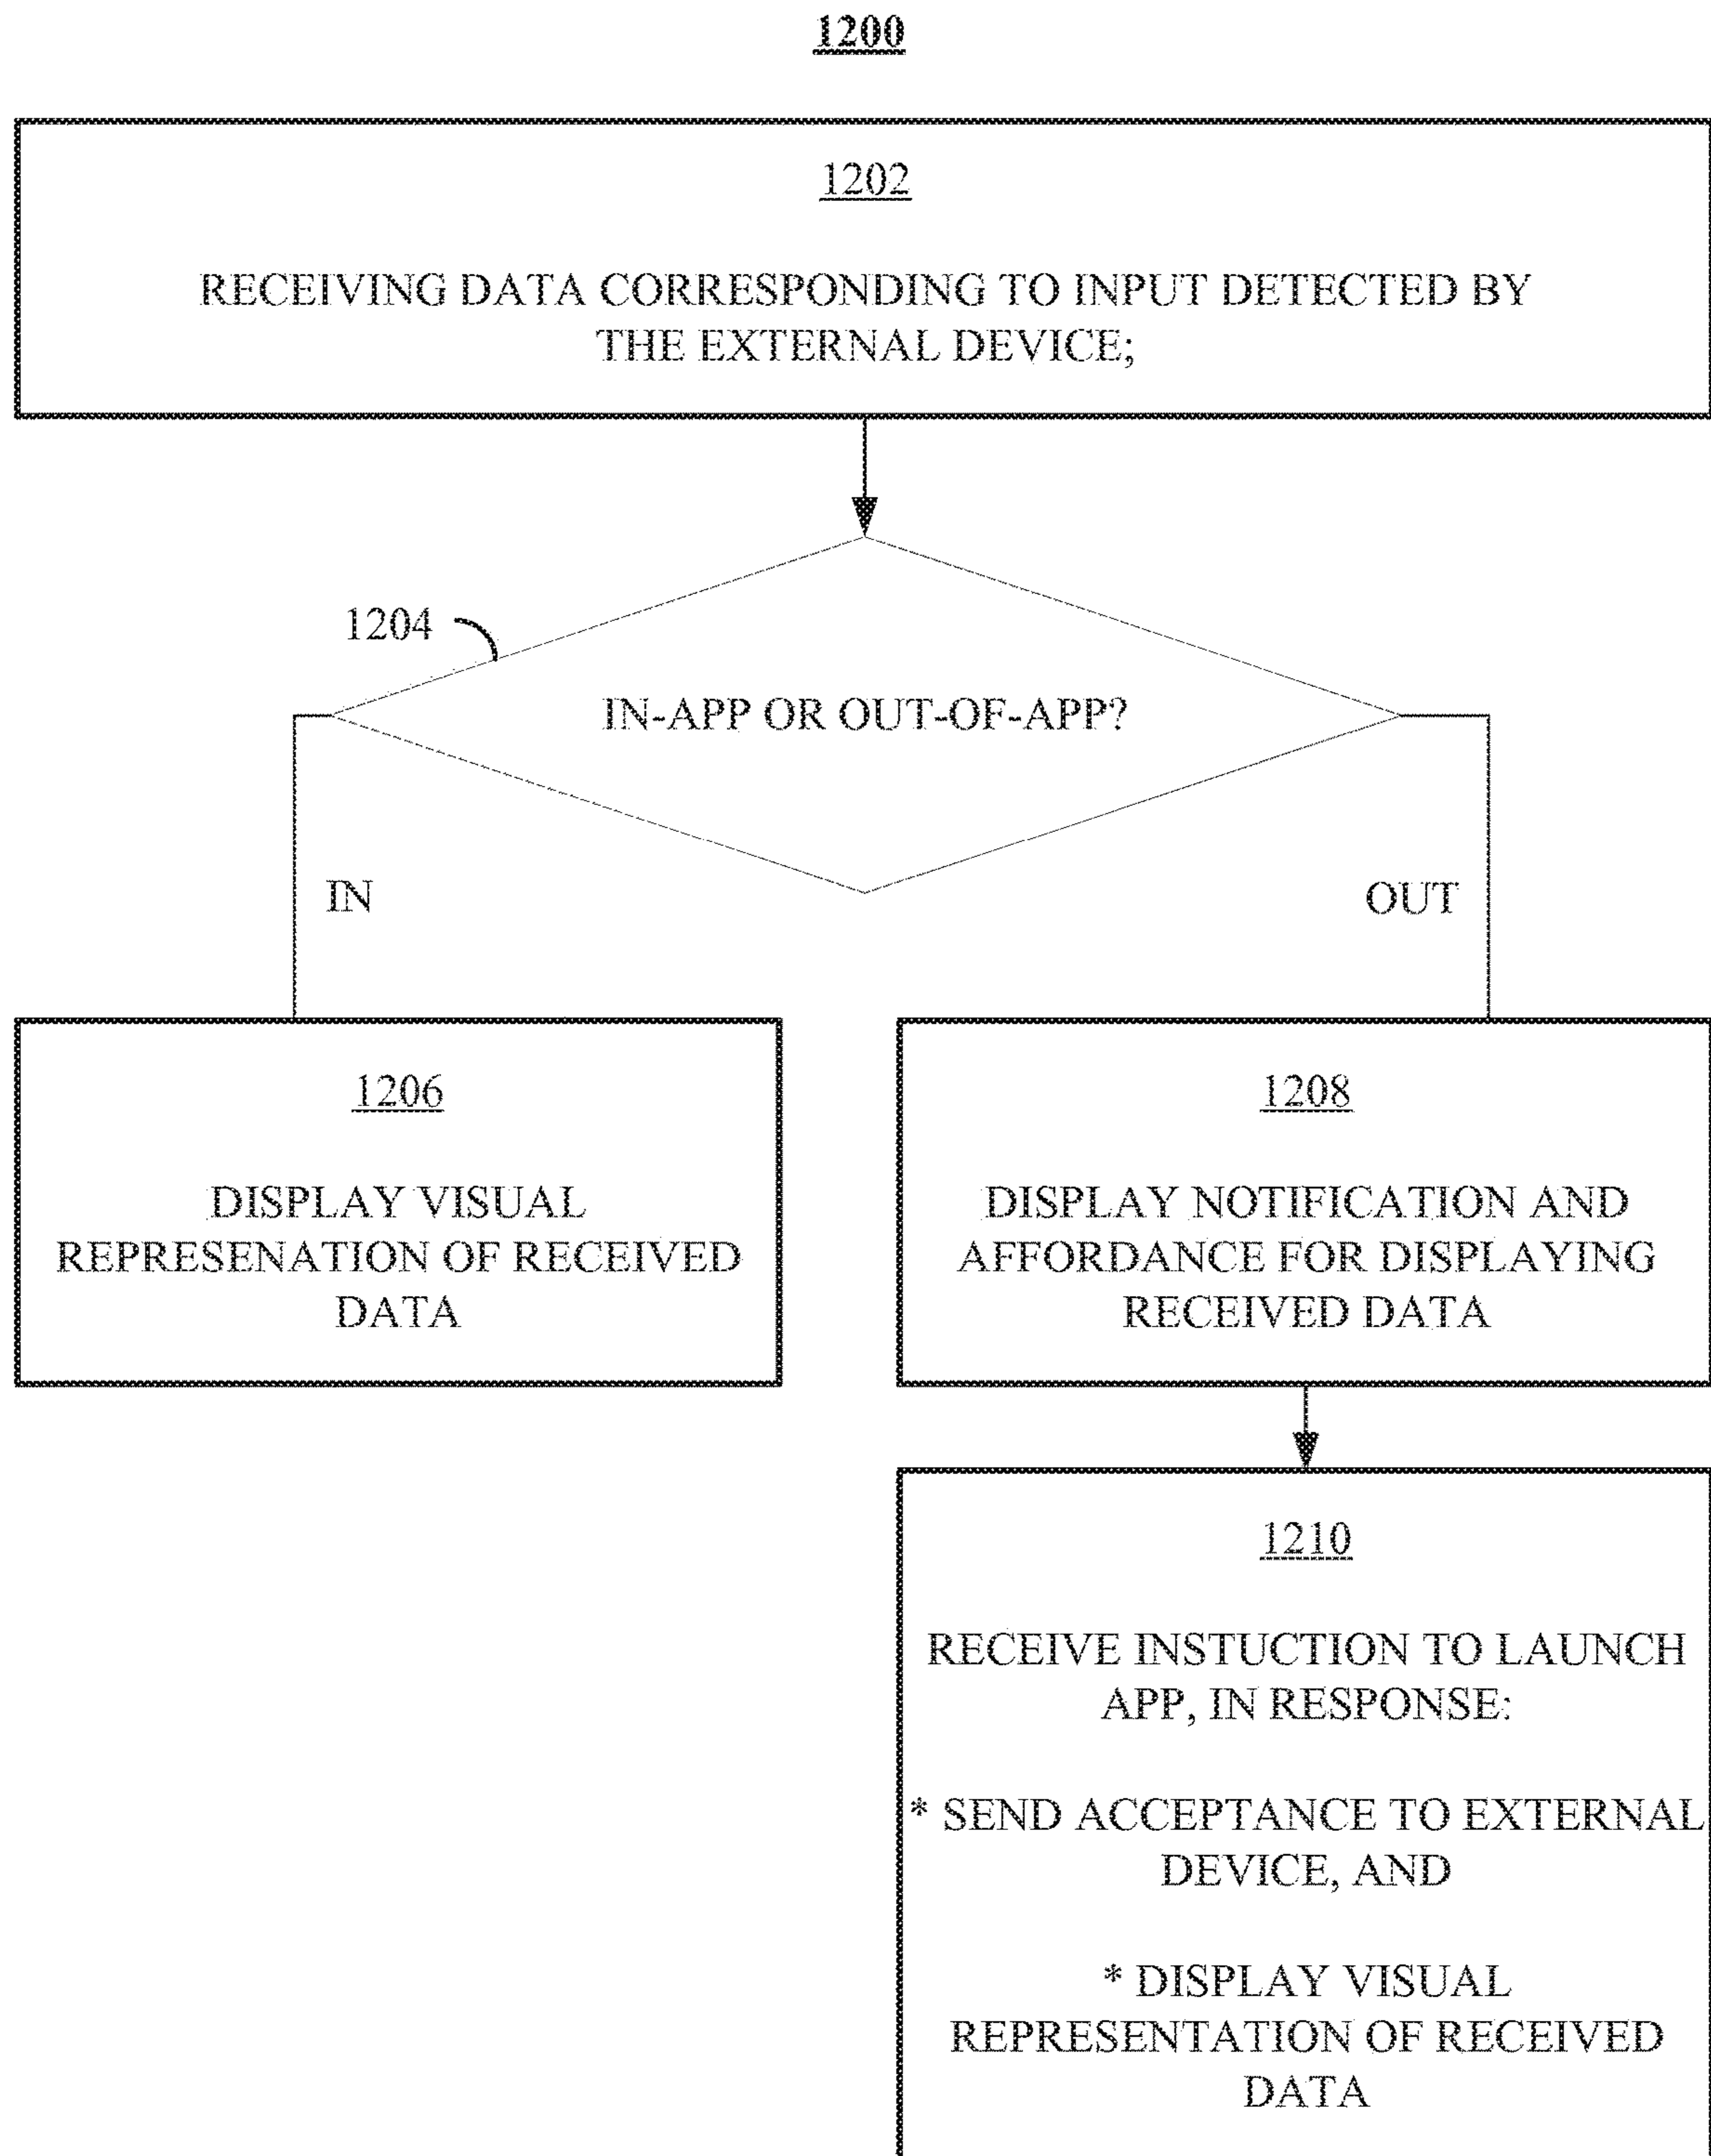 1200
1202
RECEIVING DATA CORRESPONDING TO INPUT DETECTED BY
THE EXTERNAL DEVICE;
1204
IN-APP OR OUT-OF-APP?
IN
OUT
1206
DISPLAY VISUAL
REPRESENATION OF RECEIVED
DATA
1208
DISPLAY NOTIFICATION AND
AFFORDANCE FOR DISPLAYING
RECEIVED DATA
1210
RECEIVE INSTUCTION TO LAUNCH
APP, IN RESPONSE:
* SEND ACCEPTANCE TO EXTERNAL
DEVICE, AND
* DISPLAY VISUAL
REPRESENTATION OF RECEIVED
DATA